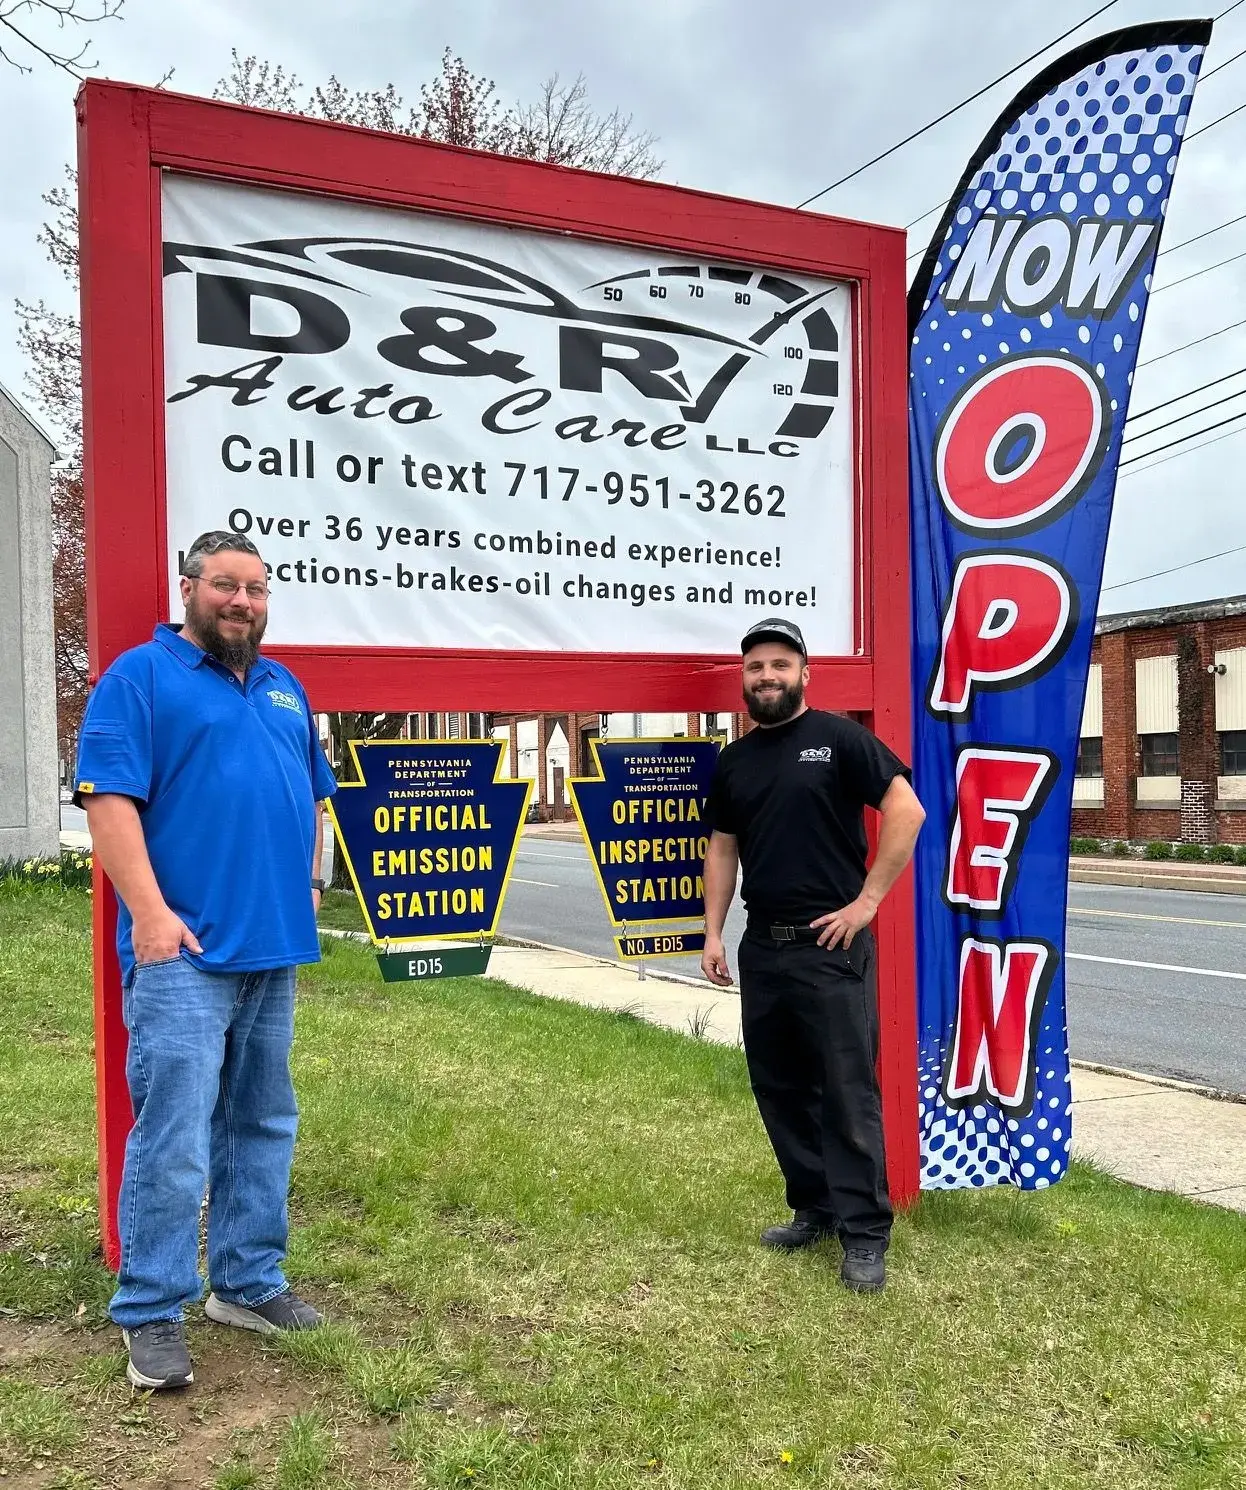 50 60 70 80
100
120
D&R
Auto Care LLC
Call or text 717-951-3262
Over 36 years combined experience!
ections-brakes-oil changes and more!
NOW
OPEN
PENNSYLVANIA
DEPARTMENT
OF
TRANSPORTATION
OFFICIAL
EMISSION
STATION
ED15
PENNSYLVANIA
DEPARTMENT
OF
TRANSPORTATION
OFFICIA
INSPECTIO
STATION
NO. ED15
D&R
D&R